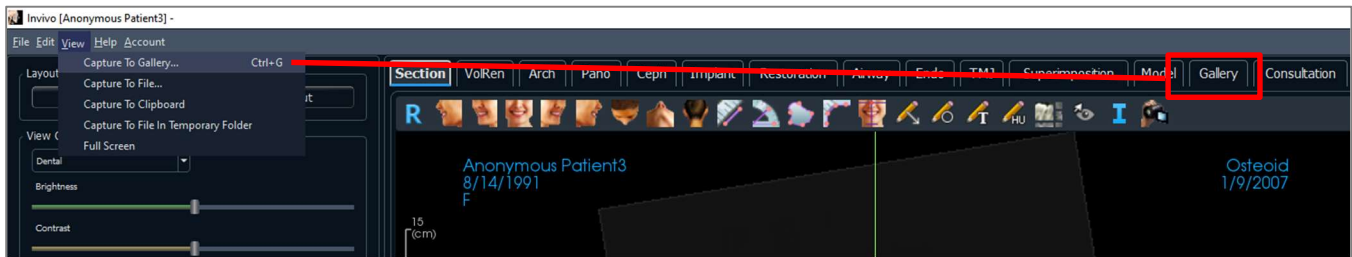 Invivo [Anonymous Patient3] -
File Edit View Help Account
Capture To Gallery... Ctrl+G
Capture To File...
Capture To Clipboard
Capture To File In Temporary Folder
Full Screen
Layout
View
Dental
Brightness
Contrast
Section VolRen Arch Pano Ceph Implant Restoration Airway Endo TMJ Superimposition Model Gallery Consultation
R T HU I
Anonymous Patient3
8/14/1991
F
Osteoid
1/9/2007
15
(cm)